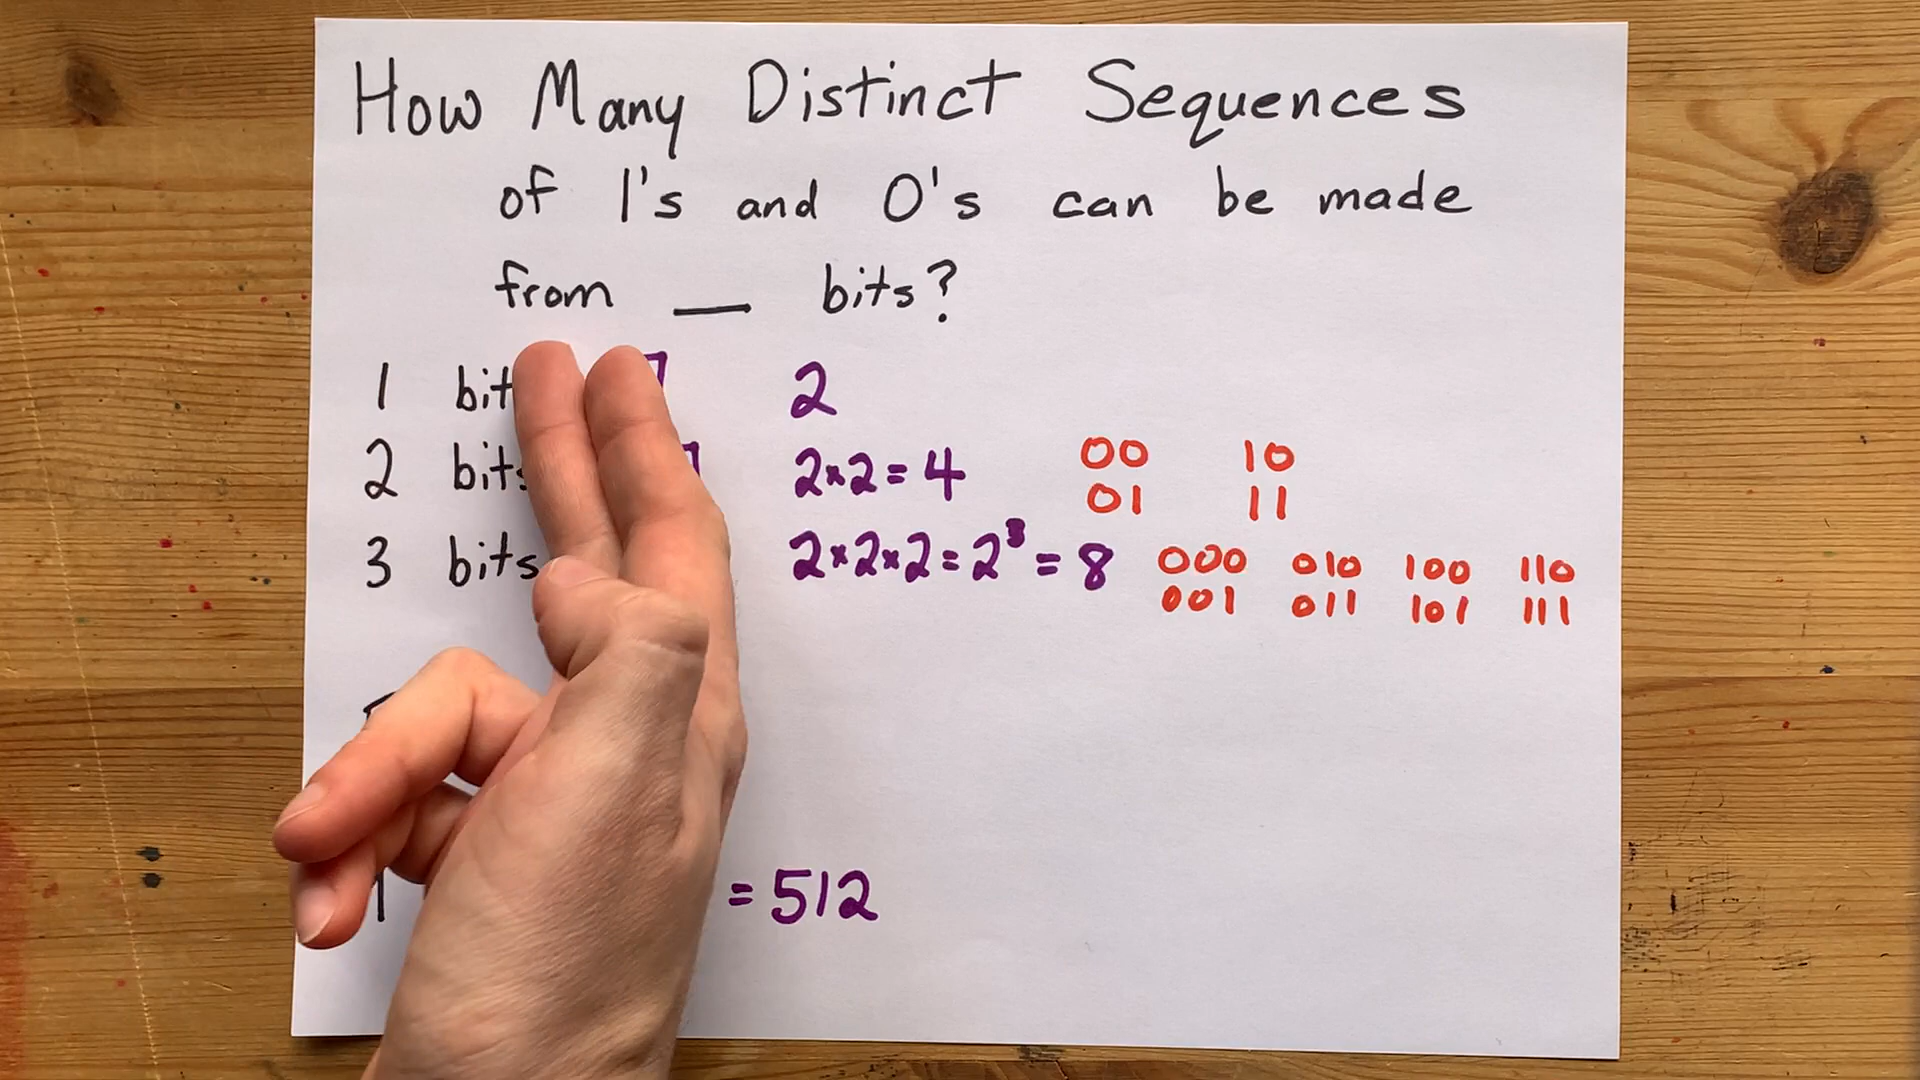 How Many Distinct Sequences
of 1's and 0's can be made
from __ bits?
1 bit 2
2 bits 2×2=4 00 10
01 11
3 bits 2×2×2=2³=8 000 010 100 110
001 011 101 111
=512